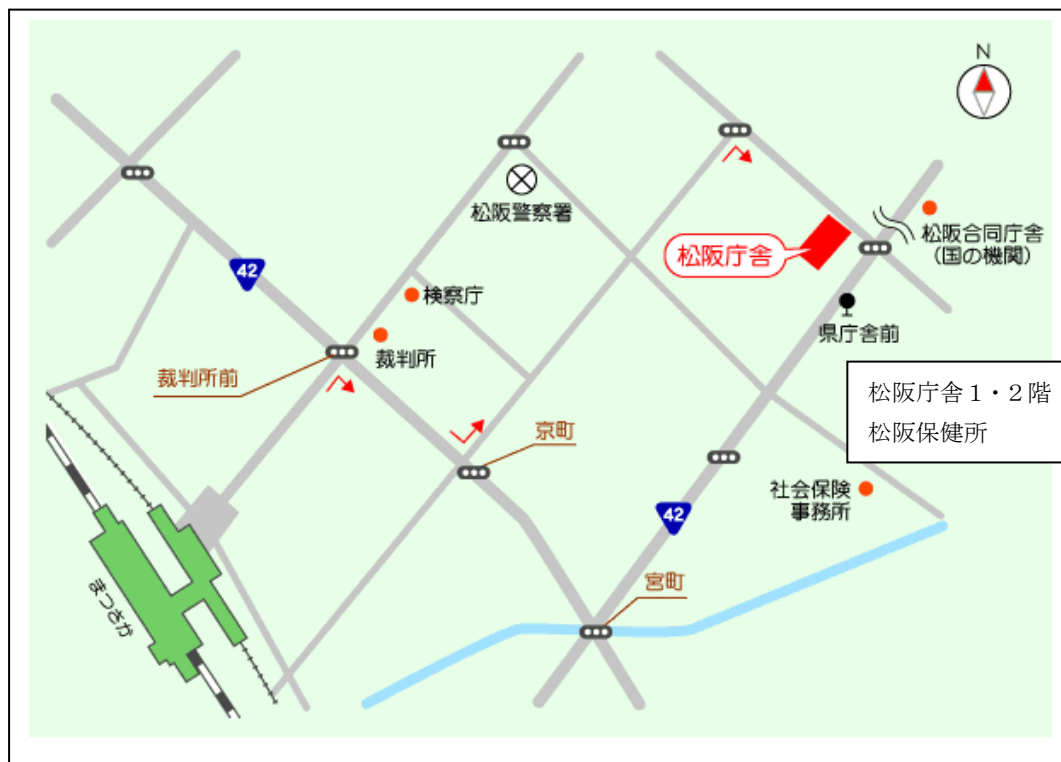 N
42
松阪警察署
松阪庁舎
松阪合同庁舎
(国の機関)
検察庁
裁判所
裁判所前
県庁舎前
松阪庁舎1・2階
松阪保健所
京町
社会保険
事務所
42
宮町
まつさか